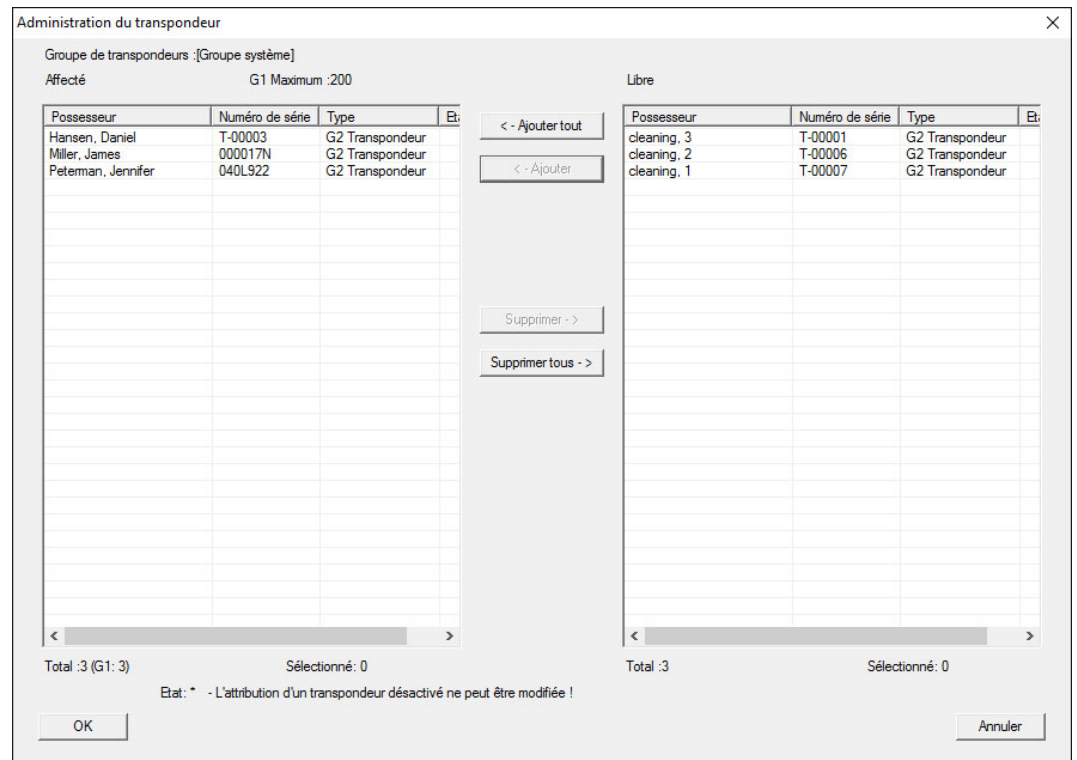 Administration du transpondeur
Groupe de transpondeurs :[Groupe système]
Affecté G1 Maximum :200 Libre
Possesseur Numéro de série Type Eta < - Ajouter tout Possesseur Numéro de série Type Et
Hansen, Daniel T-00003 G2 Transpondeur cleaning, 3 T-00001 G2 Transpondeur
Miller, James 000017N G2 Transpondeur cleaning, 2 T-00006 G2 Transpondeur
Peterman, Jennifer 040L922 G2 Transpondeur < - Ajouter cleaning, 1 T-00007 G2 Transpondeur
Supprimer - >
Supprimer tous - >
Total :3 (G1: 3) Sélectionné: 0 Total :3 Sélectionné: 0
Etat: * - L'attribution d'un transpondeur désactivé ne peut être modifiée !
OK Annuler